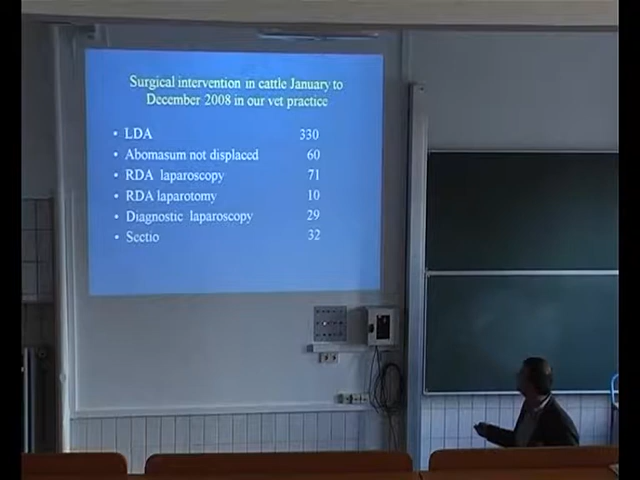 Surgical intervention in cattle January to
December 2008 in our vet practice
• LDA 330
• Abomasum not displaced 60
• RDA laparoscopy 71
• RDA laparotomy 10
• Diagnostic laparoscopy 29
• Sectio 32